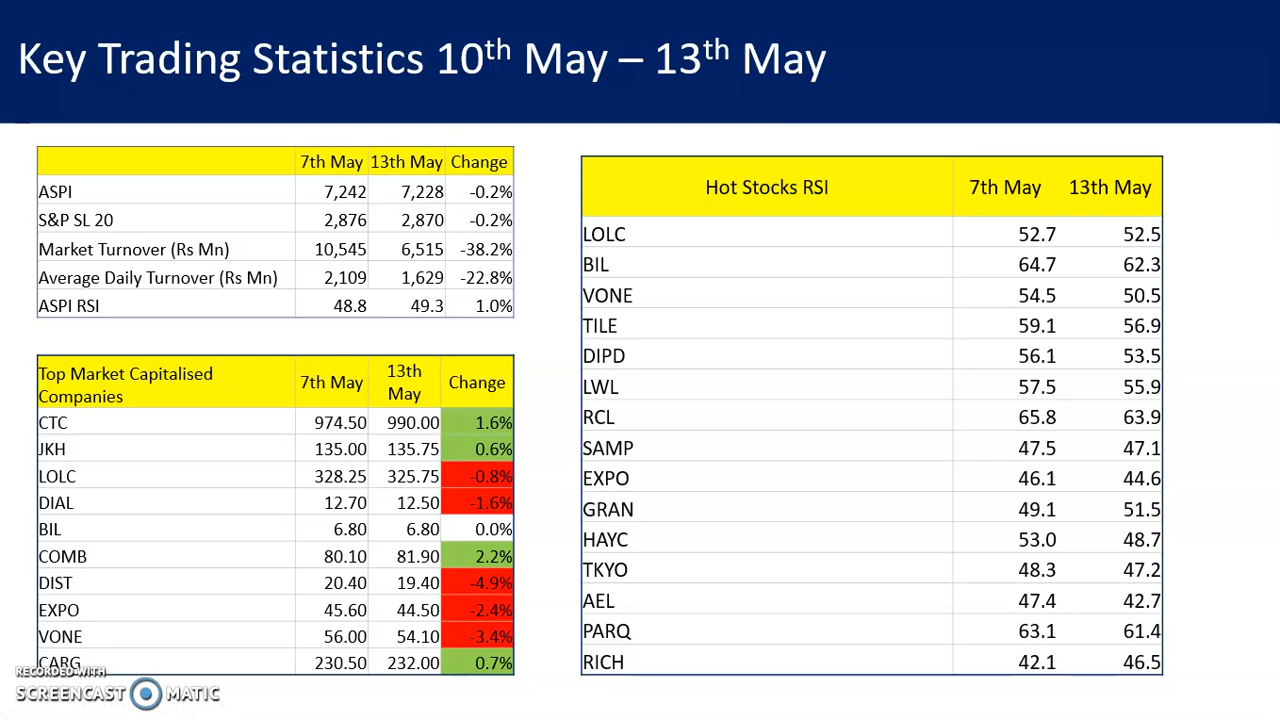 Key Trading Statistics 10th May – 13th May
7th May 13th May Change
ASPI 7,242 7,228 -0.2%
S&P SL 20 2,876 2,870 -0.2%
Market Turnover (Rs Mn) 10,545 6,515 -38.2%
Average Daily Turnover (Rs Mn) 2,109 1,629 -22.8%
ASPI RSI 48.8 49.3 1.0%
Top Market Capitalised
Companies 7th May 13th
May Change
CTC 974.50 990.00 1.6%
JKH 135.00 135.75 0.6%
LOLC 328.25 325.75 -0.8%
DIAL 12.70 12.50 -1.6%
BIL 6.80 6.80 0.0%
COMB 80.10 81.90 2.2%
DIST 20.40 19.40 -4.9%
EXPO 45.60 44.50 -2.4%
VONE 56.00 54.10 -3.4%
CARG 230.50 232.00 0.7%
Hot Stocks RSI 7th May 13th May
LOLC 52.7 52.5
BIL 64.7 62.3
VONE 54.5 50.5
TILE 59.1 56.9
DIPD 56.1 53.5
LWL 57.5 55.9
RCL 65.8 63.9
SAMP 47.5 47.1
EXPO 46.1 44.6
GRAN 49.1 51.5
HAYC 53.0 48.7
TKYO 48.3 47.2
AEL 47.4 42.7
PARQ 63.1 61.4
RICH 42.1 46.5
RECORDED WITH
SCREENCAST MATIC